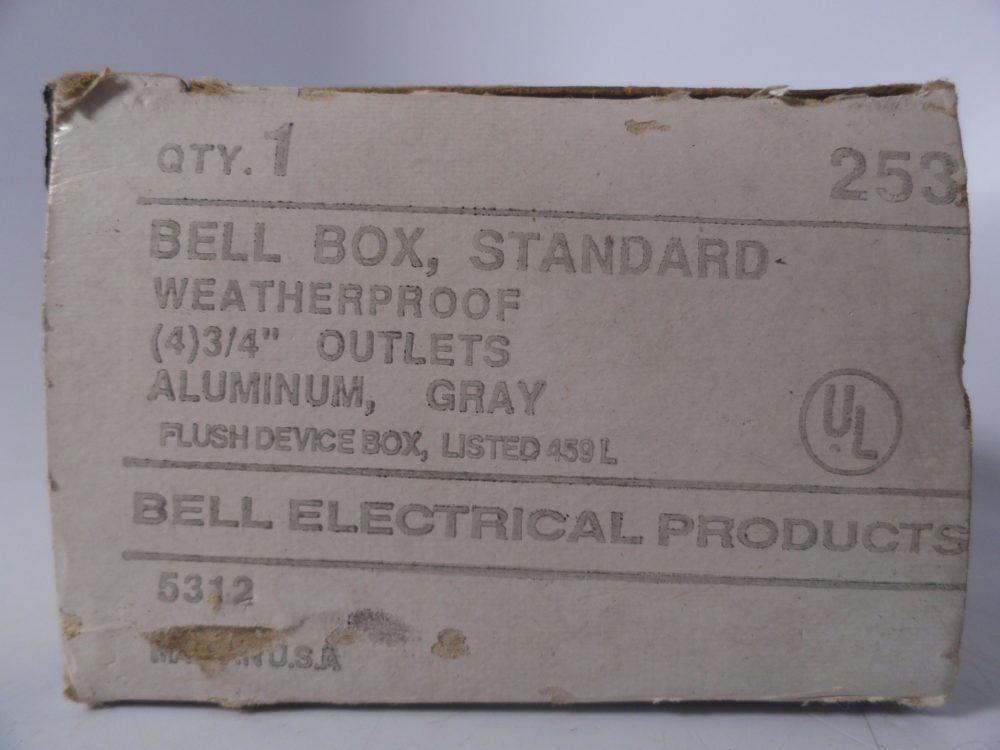 QTY. 1 253
BELL BOX, STANDARD
WEATHERPROOF
(4)3/4" OUTLETS
ALUMINUM, GRAY
FLUSH DEVICE BOX, LISTED 459 L
UL
BELL ELECTRICAL PRODUCTS
5312
U.S.A